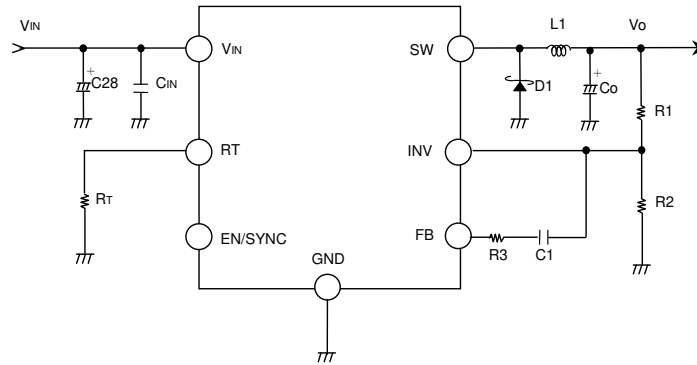 VIN
L1
Vo
VIN
SW
+
C28
CIN
D1
+
Co
R1
RT
INV
RT
R2
EN/SYNC
FB
GND
R3
C1